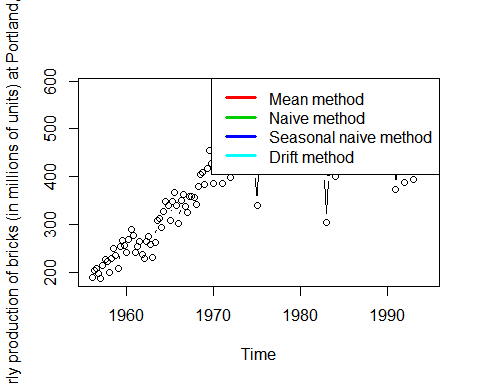 production of bricks (in millions of units) at Portland,
600
500
400
300
200
Mean method
Naive method
Seasonal naive method
Drift method
1960
1970
1980
1990
Time